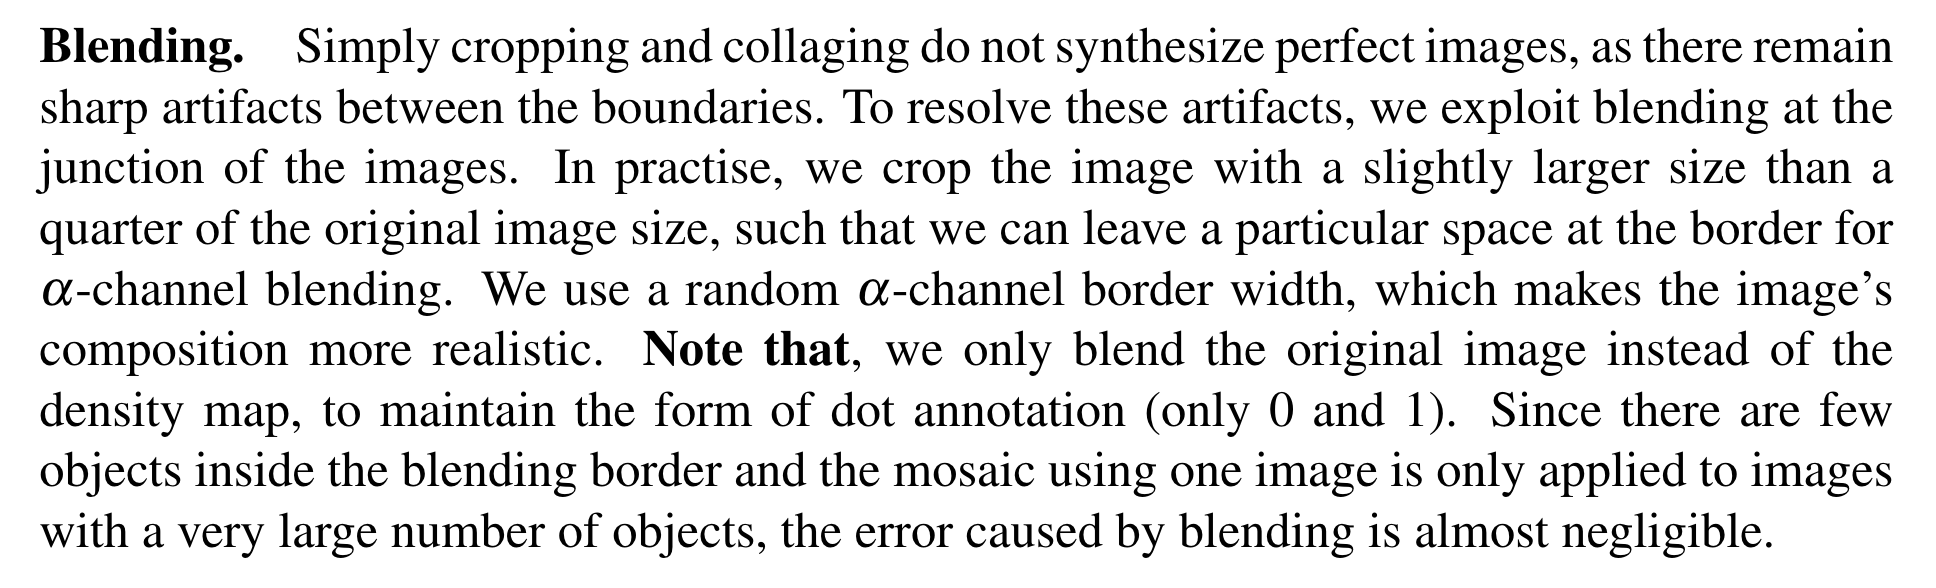 Blending. Simply cropping and collaging do not synthesize perfect images, as there remain
sharp artifacts between the boundaries. To resolve these artifacts, we exploit blending at the
junction of the images. In practise, we crop the image with a slightly larger size than a
quarter of the original image size, such that we can leave a particular space at the border for
α-channel blending. We use a random α-channel border width, which makes the image’s
composition more realistic. Note that, we only blend the original image instead of the
density map, to maintain the form of dot annotation (only 0 and 1). Since there are few
objects inside the blending border and the mosaic using one image is only applied to images
with a very large number of objects, the error caused by blending is almost negligible.